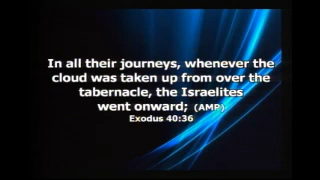 In all their journeys, whenever the
cloud was taken up from over the
tabernacle, the Israelites
went onward; (AMP)
Exodus 40:36